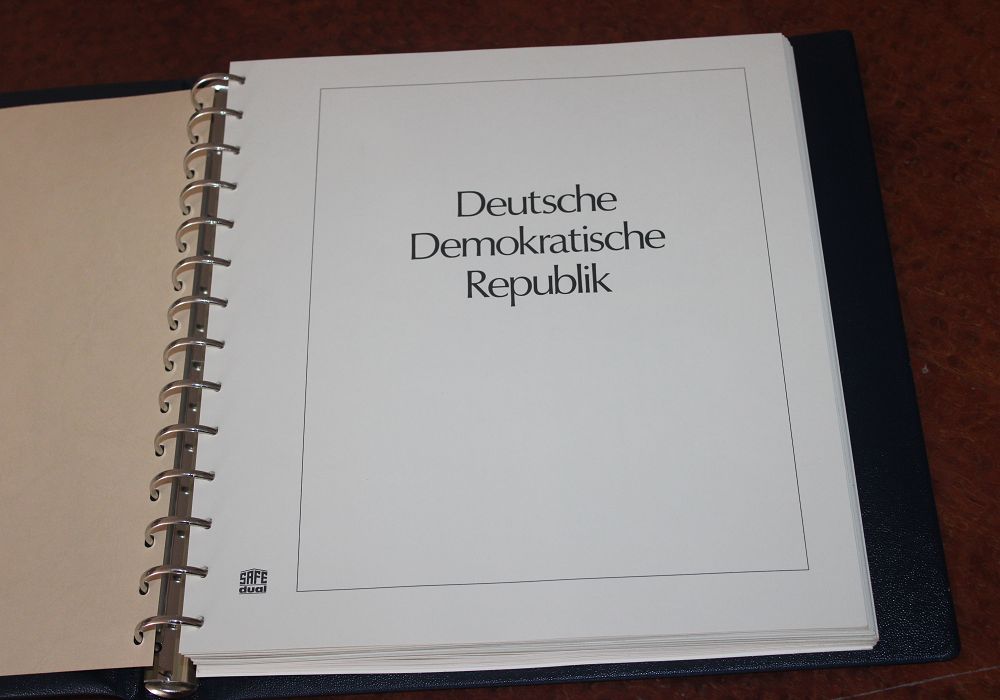 Deutsche
Demokratische
Republik
SAFE
dual